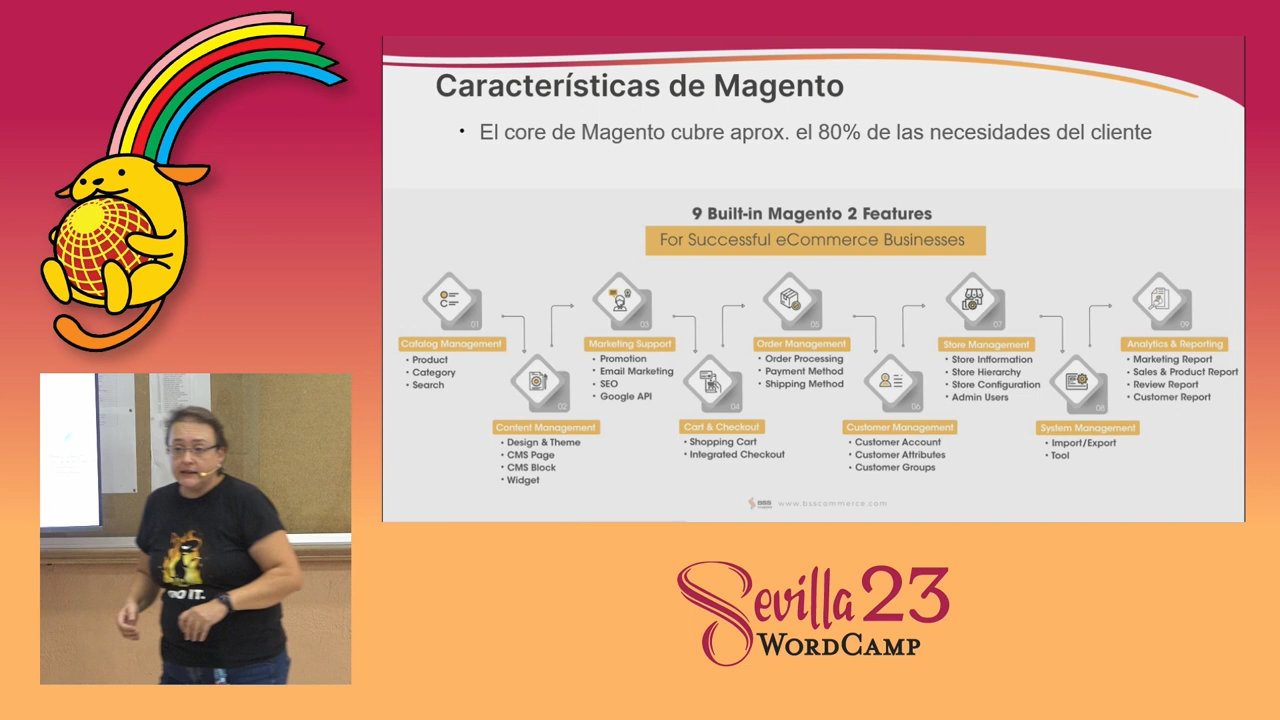 Características de Magento
• El core de Magento cubre aprox. el 80% de las necesidades del cliente
9 Built-in Magento 2 Features
For Successful eCommerce Businesses
01
Catalog Management
• Product
• Category
• Search
02
Content Management
• Design & Theme
• CMS Page
• CMS Block
• Widget
03
Marketing Support
• Promotion
• Email Marketing
• SEO
• Google API
04
Cart & Checkout
• Shopping Cart
• Integrated Checkout
05
Order Management
• Order Processing
• Payment Method
• Shipping Method
06
Customer Management
• Customer Account
• Customer Attributes
• Customer Groups
07
Store Management
• Store Information
• Store Hierarchy
• Store Configuration
• Admin Users
08
System Management
• Import/Export
• Tool
09
Analytics & Reporting
• Marketing Report
• Sales & Product Report
• Review Report
• Customer Report
BSS
www.bsscommerce.com
DO IT.
Sevilla 23
WORDCAMP